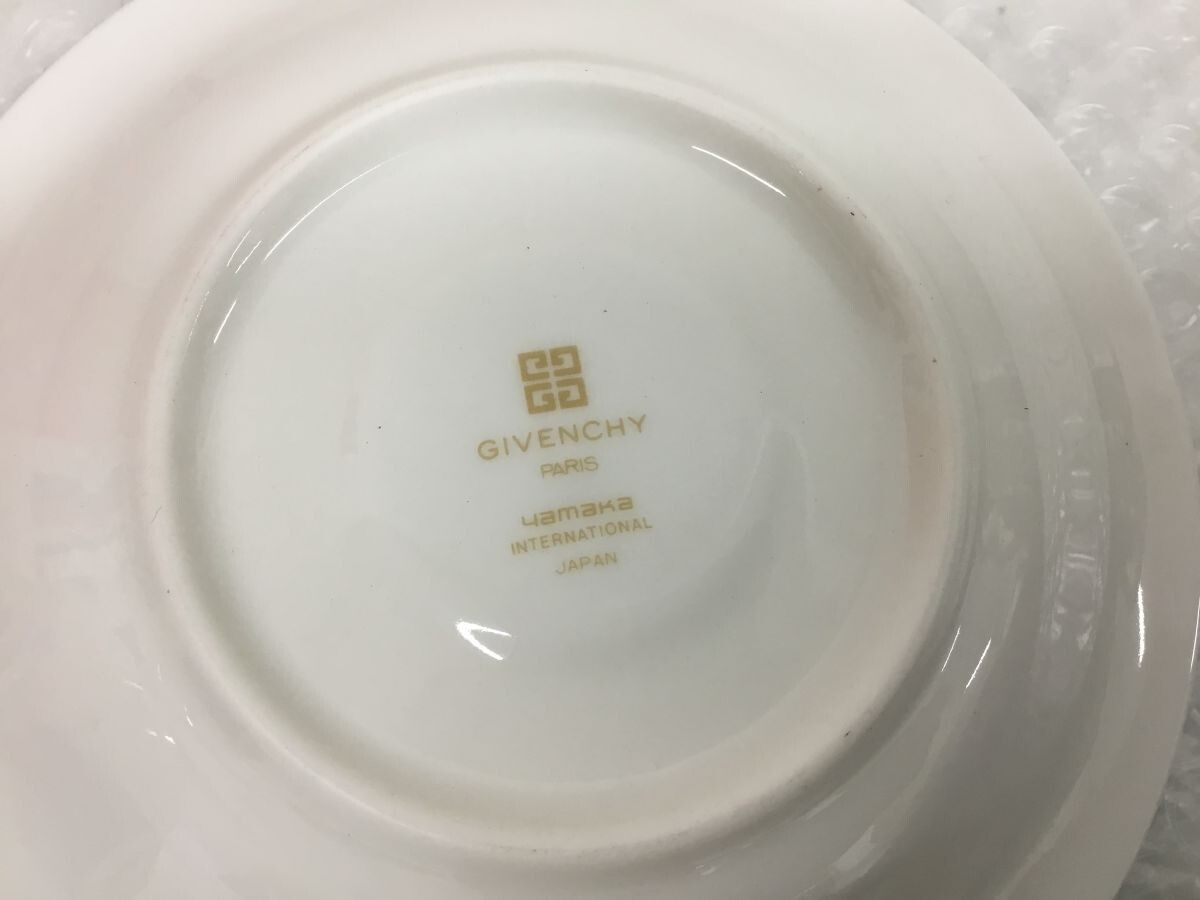 GIVENCHY
PARIS
yamaka
INTERNATIONAL
JAPAN